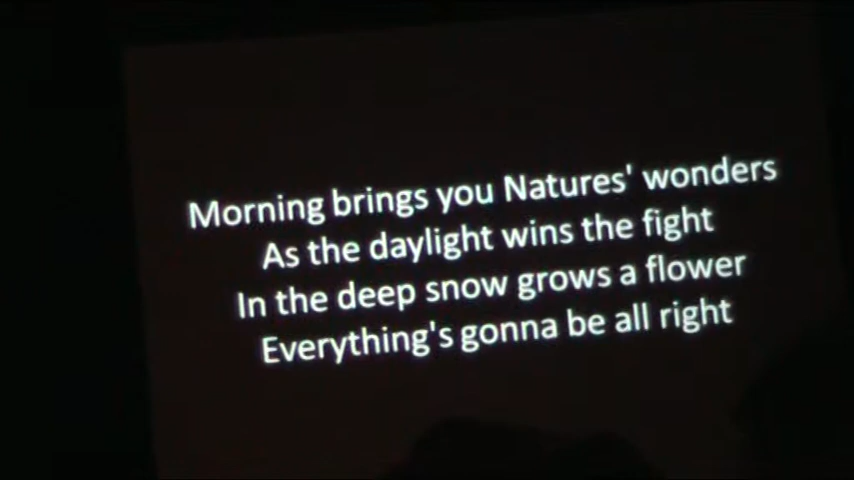 Morning brings you Natures' wonders
As the daylight wins the fight
In the deep snow grows a flower
Everything's gonna be all right